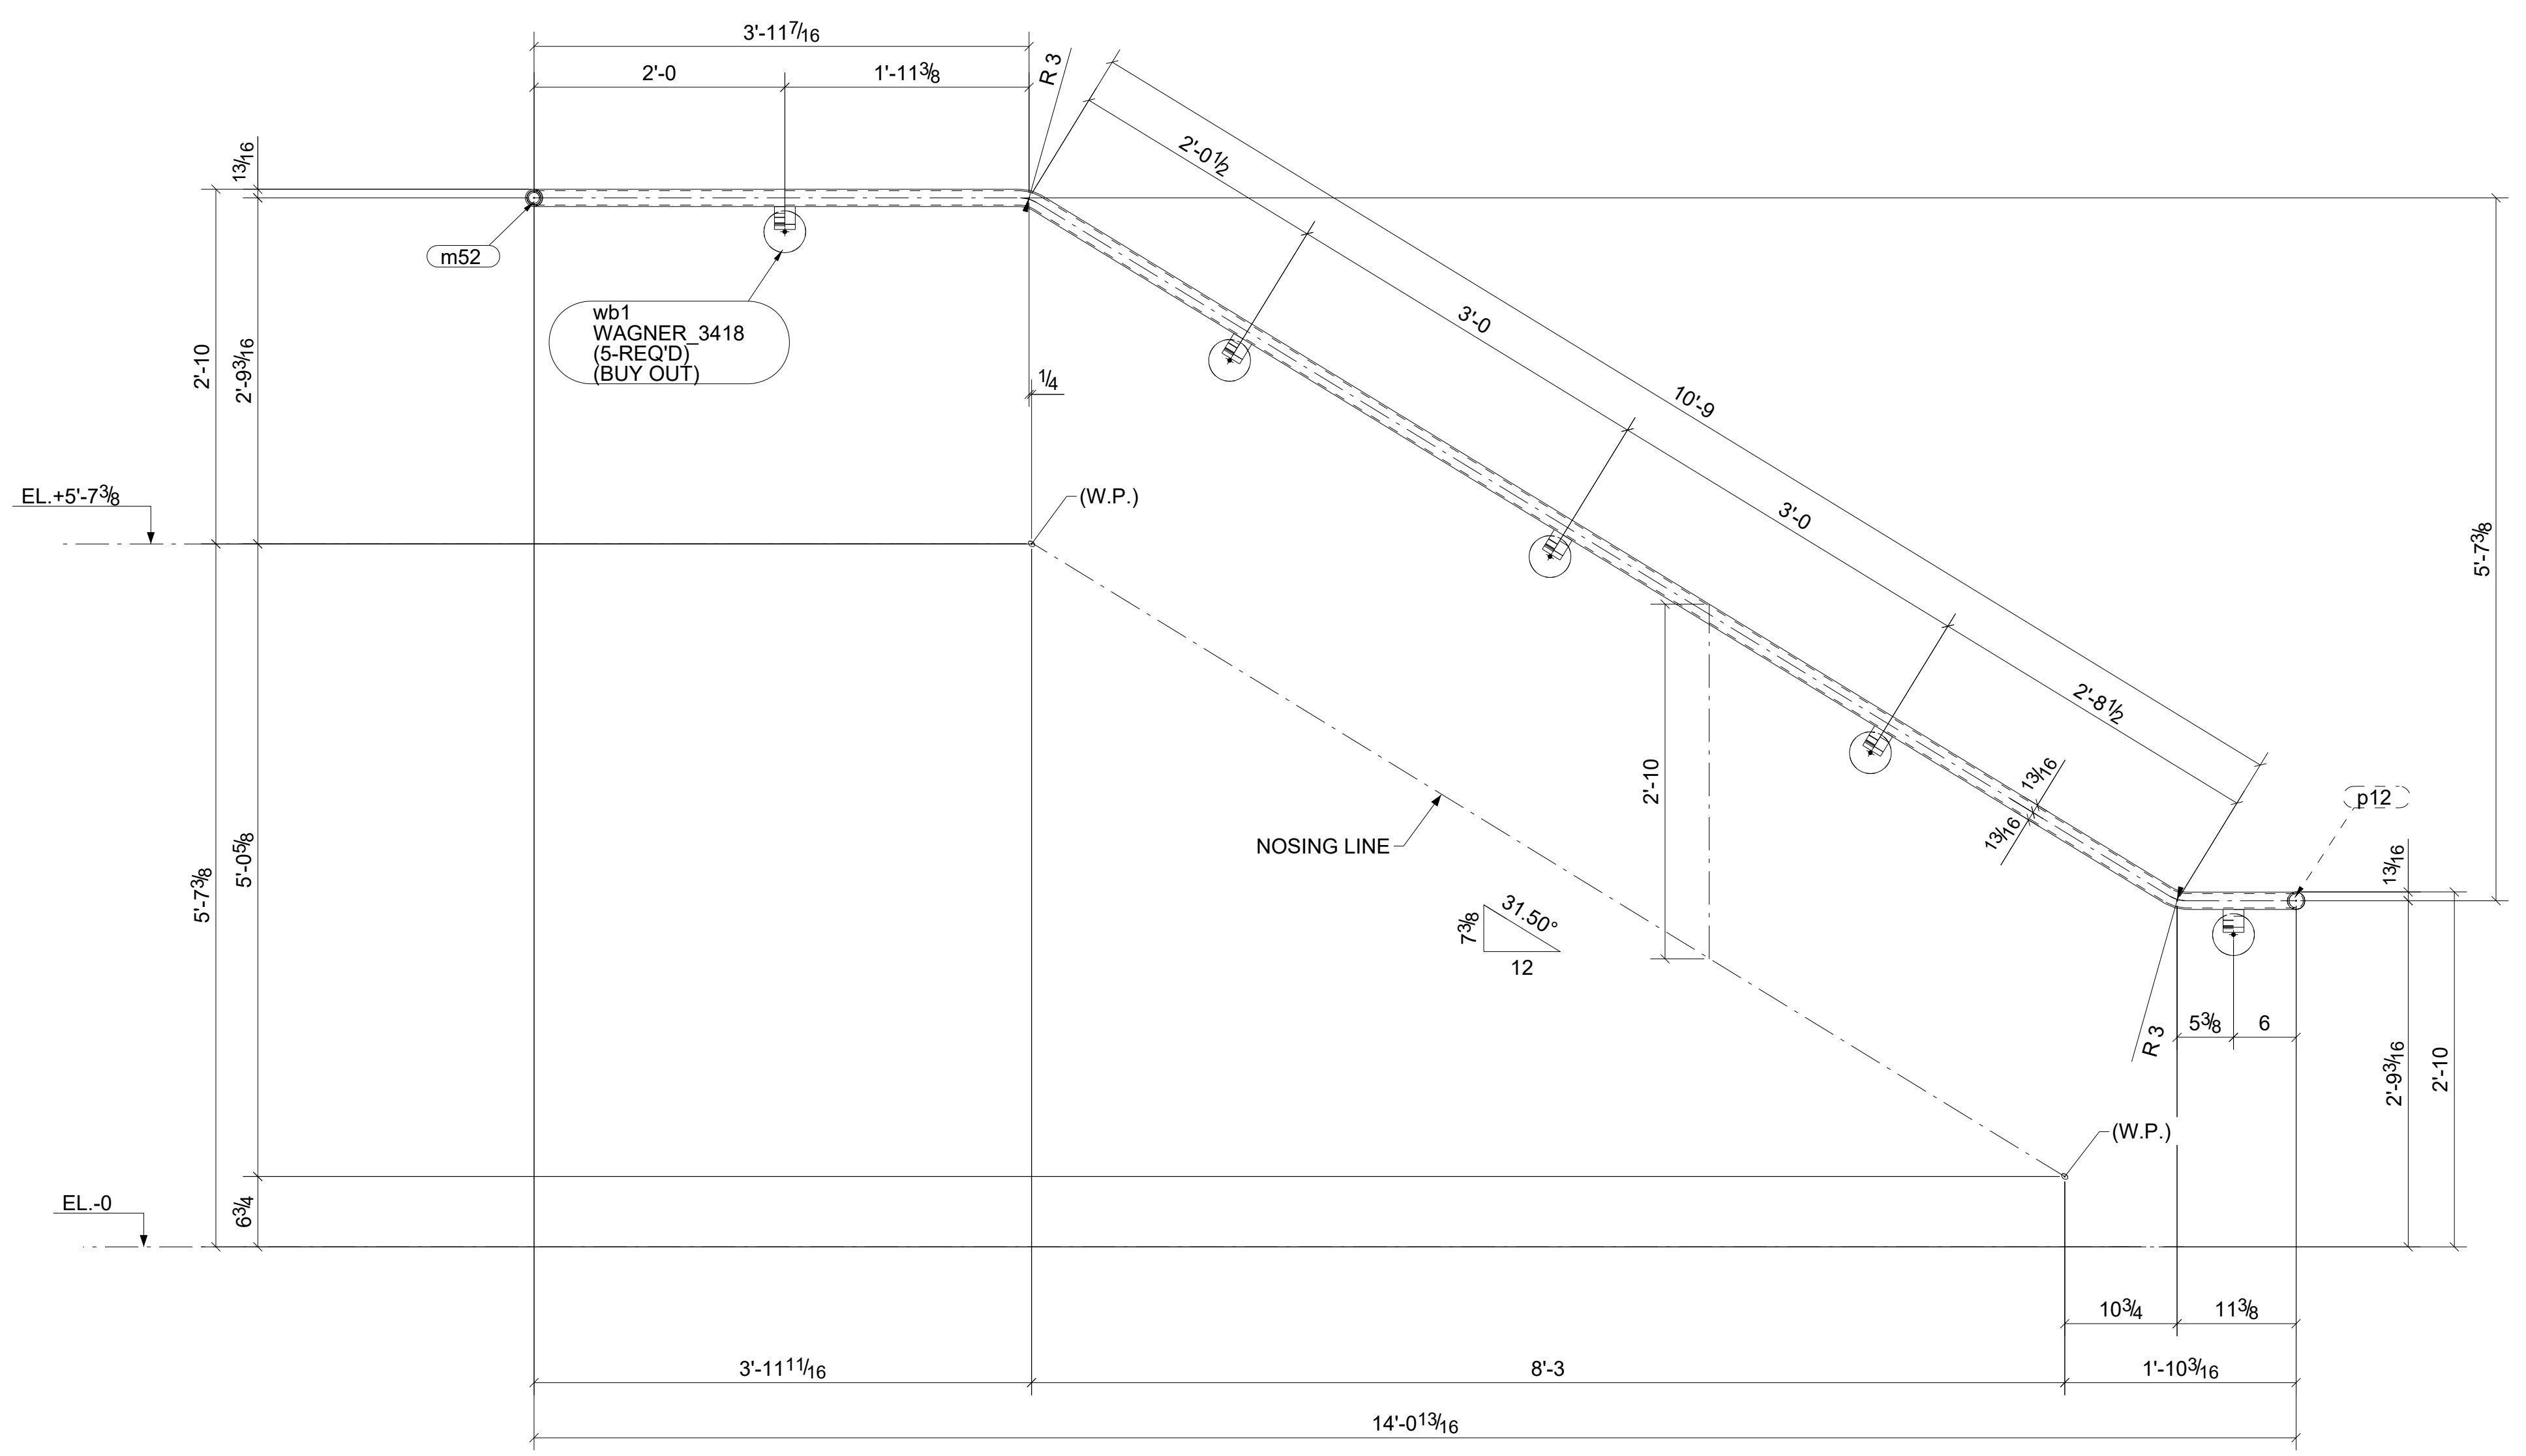 3'-11 7/16
2'-0
1'-11 3/8
R 3
13/16
2'-0 1/2
m52
wb1
WAGNER_3418
(5-REQ'D)
(BUY OUT)
3'-0
2'-10
2'-9 3/16
1/4
10'-9
EL.+5'-7 3/8
(W.P.)
3'-0
5'-7 3/8
2'-8 1/2
2'-10
13/16
13/16
p12
NOSING LINE
5'-0 5/8
5'-7 3/8
7 3/8
31.50°
12
13/16
5 3/8
6
R 3
2'-9 3/16
2'-10
(W.P.)
EL.-0
6 3/4
10 3/4
11 3/8
3'-11 11/16
8'-3
1'-10 3/16
14'-0 13/16